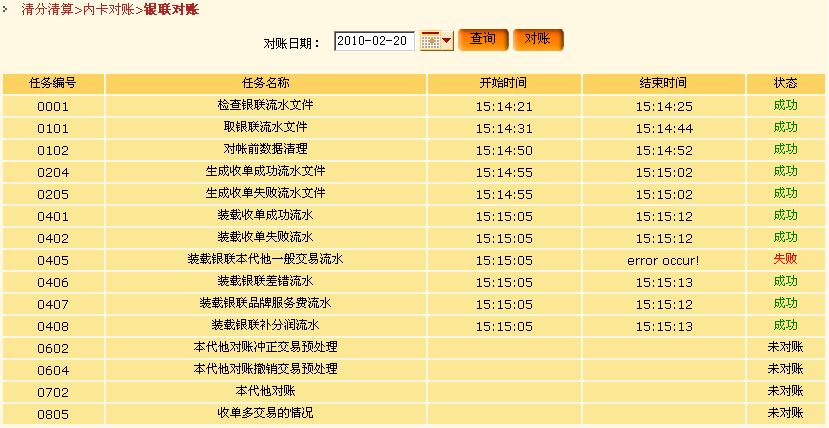 清分清算>内卡对账>银联对账
对账日期： 2010-02-20 查询 对账
任务编号 任务名称 开始时间 结束时间 状态
0001 检查银联流水文件 15:14:21 15:14:25 成功
0101 取银联流水文件 15:14:31 15:14:44 成功
0102 对帐前数据清理 15:14:50 15:14:52 成功
0204 生成收单成功流水文件 15:14:55 15:15:02 成功
0205 生成收单失败流水文件 15:14:55 15:15:02 成功
0401 装载收单成功流水 15:15:05 15:15:12 成功
0402 装载收单失败流水 15:15:05 15:15:12 成功
0405 装载银联本代他一般交易流水 15:15:05 error occur! 失败
0406 装载银联差错流水 15:15:05 15:15:13 成功
0407 装载银联品牌服务费流水 15:15:05 15:15:12 成功
0408 装载银联补分润流水 15:15:05 15:15:13 成功
0602 本代他对账冲正交易预处理 未对账
0604 本代他对账撤销交易预处理 未对账
0702 本代他对账 未对账
0805 收单多交易的情况 未对账